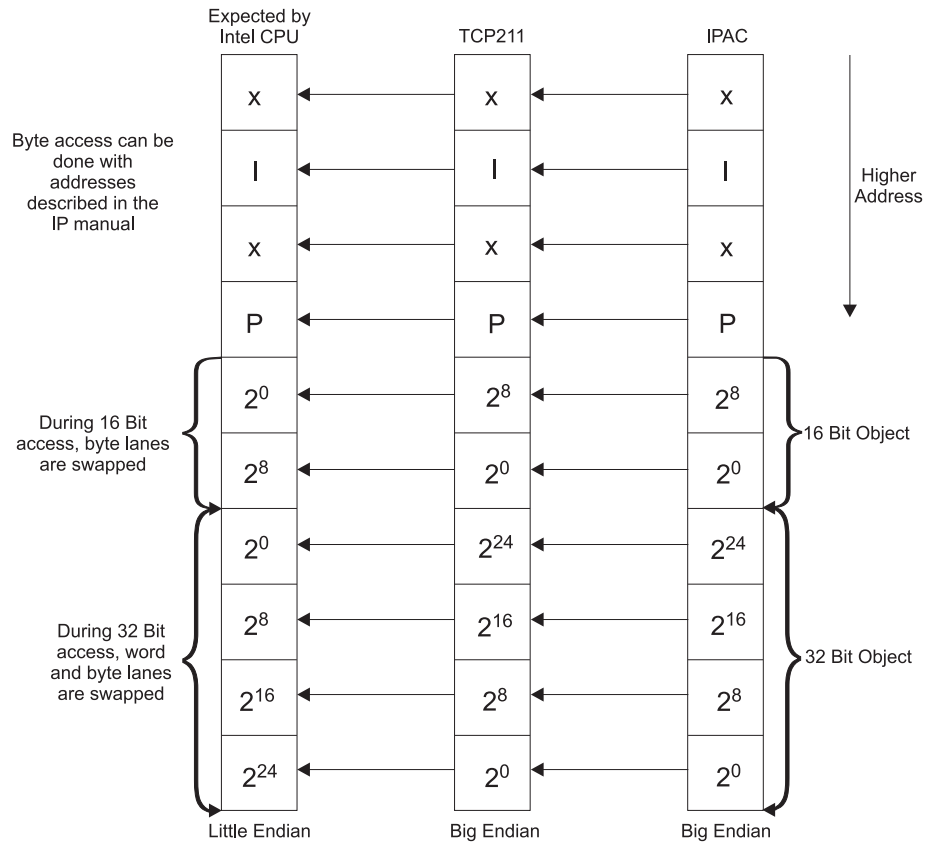 Expected by
Intel CPU
TCP211
IPAC
x
x
x
Byte access can be
done with
addresses
described in the
IP manual
I
I
I
Higher
Address
x
x
x
P
P
P
During 16 Bit
access, byte lanes
are swapped
2⁰
2⁸
2⁸
16 Bit Object
2⁸
2⁰
2⁰
During 32 Bit
access, word
and byte lanes
are swapped
2⁰
2²⁴
2²⁴
2⁸
2¹⁶
2¹⁶
32 Bit Object
2¹⁶
2⁸
2⁸
2²⁴
2⁰
2⁰
Little Endian
Big Endian
Big Endian